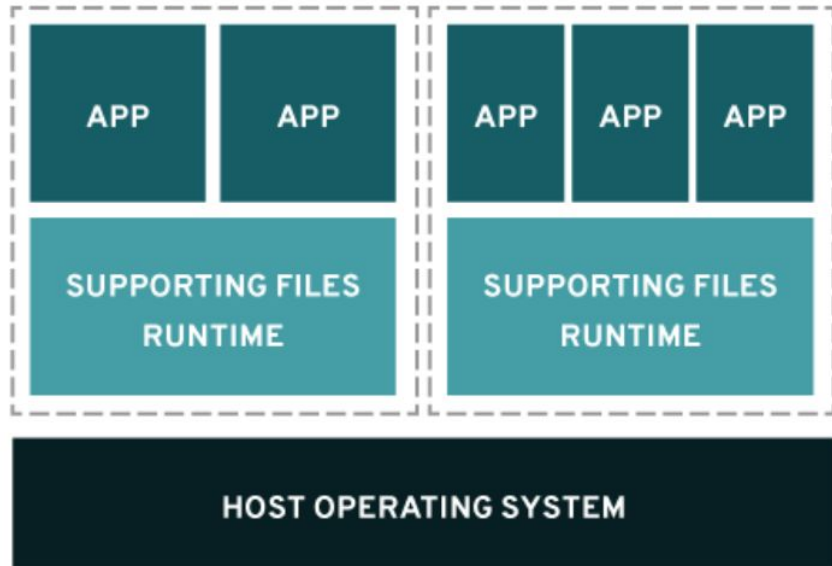 APP
APP
APP
APP
APP
SUPPORTING FILES
RUNTIME
SUPPORTING FILES
RUNTIME
HOST OPERATING SYSTEM